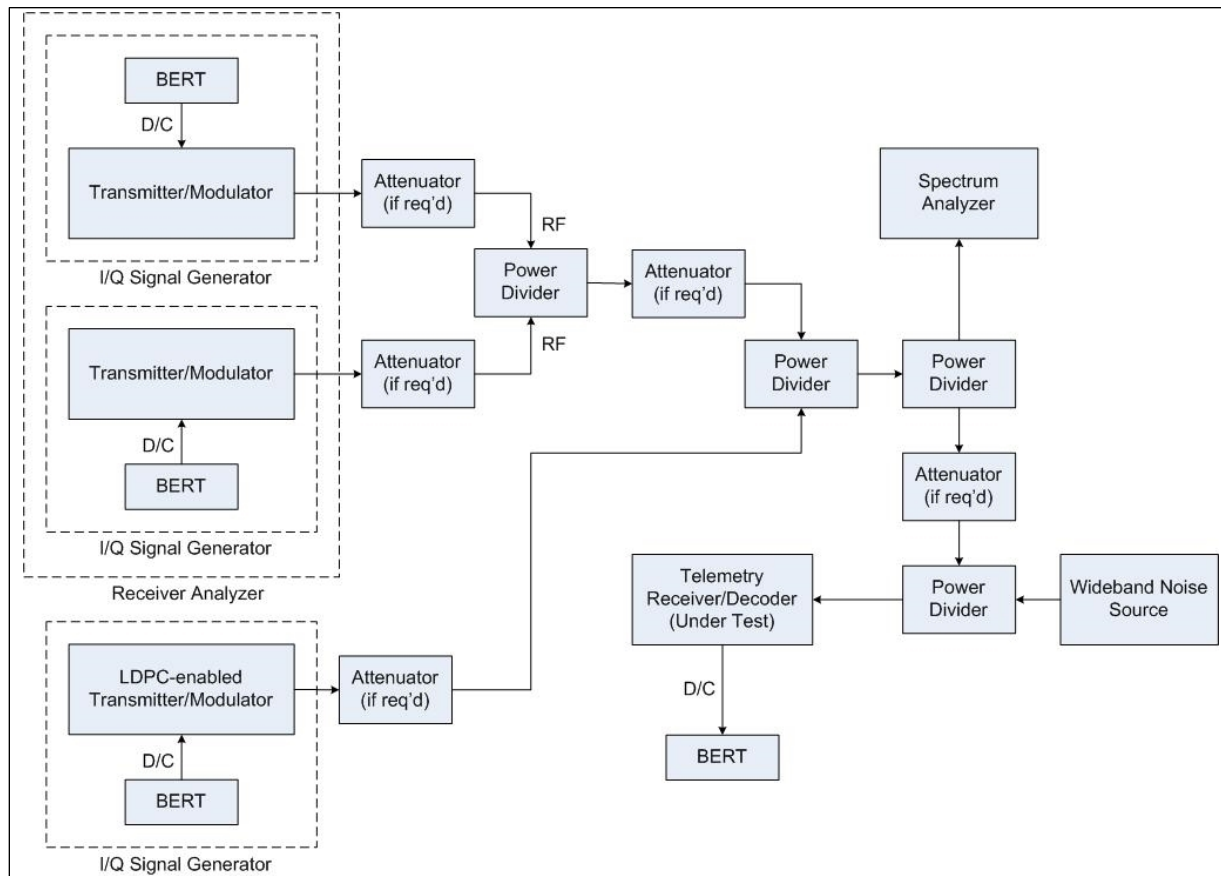 BERT
D/C
Transmitter/Modulator
I/Q Signal Generator
Transmitter/Modulator
D/C
BERT
I/Q Signal Generator
Receiver Analyzer
LDPC-enabled
Transmitter/Modulator
D/C
BERT
I/Q Signal Generator
Attenuator
(if req'd)
RF
Power
Divider
RF
Attenuator
(if req'd)
Attenuator
(if req'd)
Attenuator
(if req'd)
Power
Divider
Spectrum
Analyzer
Power
Divider
Attenuator
(if req'd)
Power
Divider
Wideband Noise
Source
Telemetry
Receiver/Decoder
(Under Test)
D/C
BERT